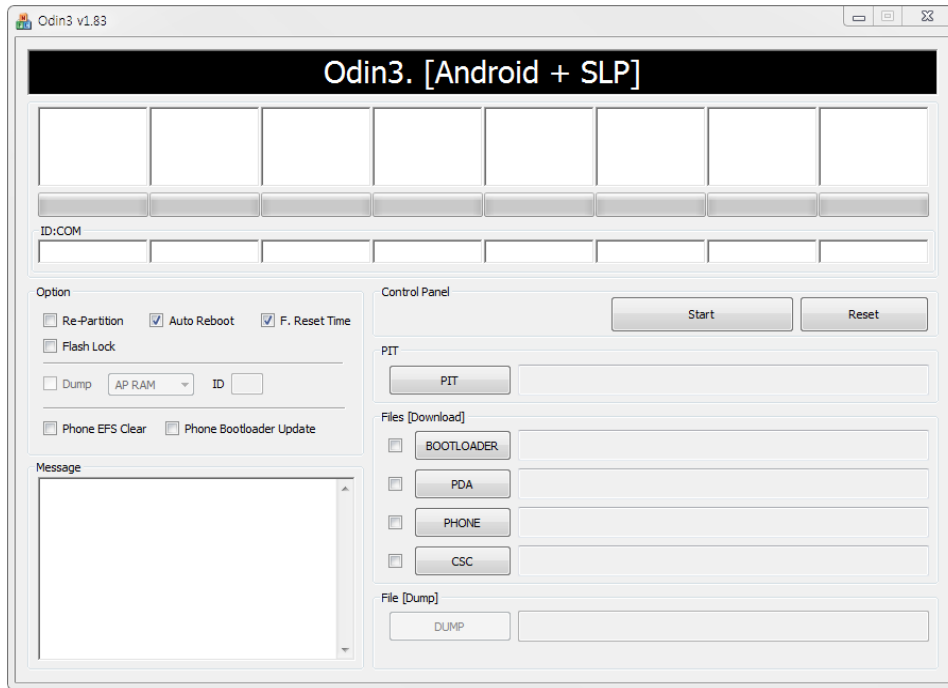 Odin3 v1.83
Odin3. [Android + SLP]
ID:COM
Option
Re-Partition Auto Reboot F. Reset Time
Flash Lock
Dump AP RAM ID
Phone EFS Clear Phone Bootloader Update
Message
Control Panel
Start Reset
PIT
PIT
Files [Download]
BOOTLOADER
PDA
PHONE
CSC
File [Dump]
DUMP